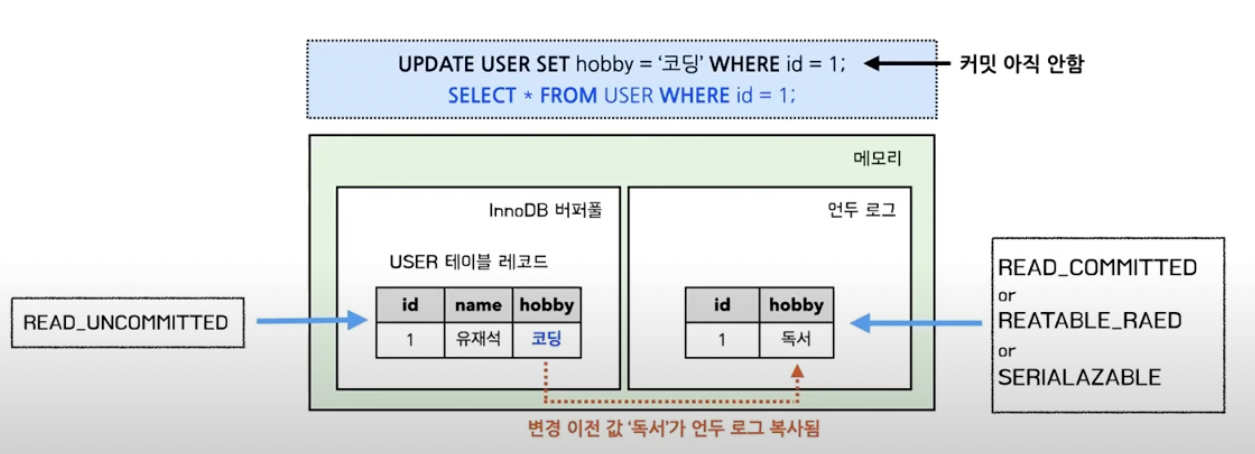 UPDATE USER SET hobby = '코딩' WHERE id = 1;
커밋 아직 안함
SELECT * FROM USER WHERE id = 1;
메모리
InnoDB 버퍼풀
언두 로그
USER 테이블 레코드
id name hobby
1 유재석 코딩
id hobby
1 독서
READ_UNCOMMITTED
READ_COMMITTED
or
REATABLE_RAED
or
SERIALAZABLE
변경 이전 값 '독서'가 언두 로그 복사됨